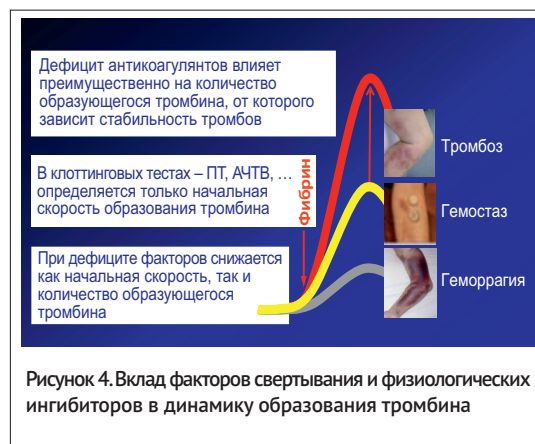 Дефицит антикоагулянтов влияет
преимущественно на количество
образующегося тромбина, от которого
зависит стабильность тромбов
В клоттинговых тестах – ПТ, АЧТВ, ...
определяется только начальная
скорость образования тромбина
При дефиците факторов снижается
как начальная скорость, так и
количество образующегося
тромбина
Фибрин
Тромбоз
Гемостаз
Геморрагия
Рисунок 4. Вклад факторов свертывания и физиологических
ингибиторов в динамику образования тромбина